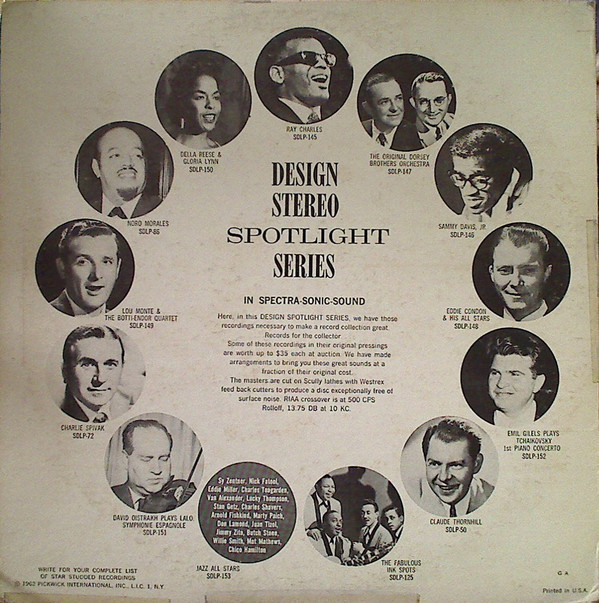 RAY CHARLES
SDLP-145
THE ORIGINAL DORSEY
BROTHERS ORCHESTRA
SDLP-147
SAMMY DAVIS, JR.
SDLP-146
EDDIE CONDON
& HIS ALL STARS
SDLP-148
EMIL GILELS PLAYS
TCHAIKOVSKY
1st PIANO CONCERTO
SDLP-152
CLAUDE THORNHILL
SDLP-50
THE FABULOUS
INK SPOTS
SDLP-125
Sy Zentner, Nick Fatool,
Eddie Miller, Charles Teagarden,
Van Alexander, Lucky Thompson,
Stan Getz, Charles Shavers,
Arnold Fishkind, Marty Paich,
Don Lamond, Juan Tizol,
Jimmy Zito, Butch Stone,
Willie Smith, Mat Mathews,
Chico Hamilton
JAZZ ALL STARS
SDLP-153
DAVID OISTRAKH PLAYS LALO
SYMPHONIE ESPAGNOLE
SDLP-151
CHARLIE SPIVAK
SDLP-72
LOU MONTE &
THE BOTTI-ENDOR QUARTET
SDLP-149
NORO MORALES
SDLP-86
DELLA REESE &
GLORIA LYNN
SDLP-150
DESIGN
STEREO
SPOTLIGHT
SERIES
IN SPECTRA-SONIC-SOUND
Here, in this DESIGN SPOTLIGHT SERIES, we have those
recordings necessary to make a record collection great.
Records for the collector.
Some of these recordings in their original pressings
are worth up to $35 each at auction. We have made
arrangements to bring you these great sounds at a
fraction of their original cost.
The masters are cut on Scully lathes with Westrex
feed back cutters to produce a disc exceptionally free of
surface noise. RIAA crossover is at 500 CPS
Rolloff, 13.75 DB at 10 KC.
WRITE FOR YOUR COMPLETE LIST
OF STAR STUDDED RECORDINGS
© 1962 PICKWICK INTERNATIONAL, INC., L.I.C. 1, N.Y.
G A
Printed in U.S.A.